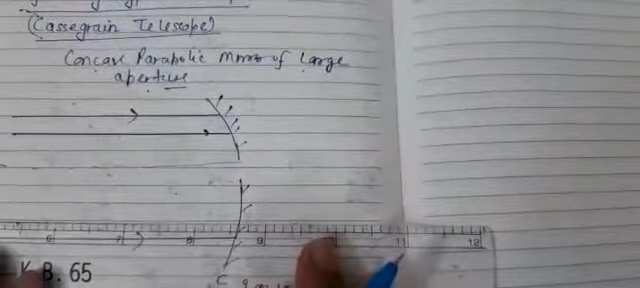 (Cassegrain Telescope)
Concave Parabolic Mirror of large
aperture
6 7 8 9 10 11 12
C
K B. 65